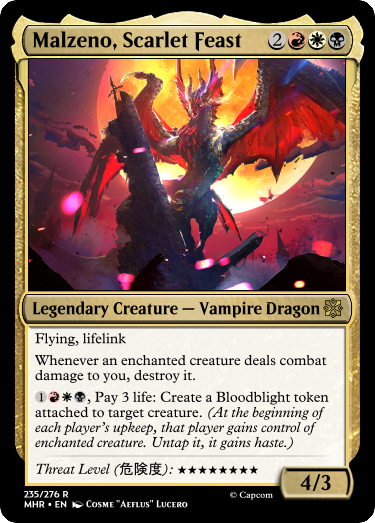 Malzeno, Scarlet Feast 2
Legendary Creature — Vampire Dragon
Flying, lifelink
Whenever an enchanted creature deals combat
damage to you, destroy it.
1, Pay 3 life: Create a Bloodblight token
attached to target creature. (At the beginning of
each player's upkeep, that player gains control of
enchanted creature. Untap it, it gains haste.)
Threat Level (危険度): ★★★★★★★★
4/3
235/276 R
MHR • EN Cosme "Aeflus" Lucero
© Capcom